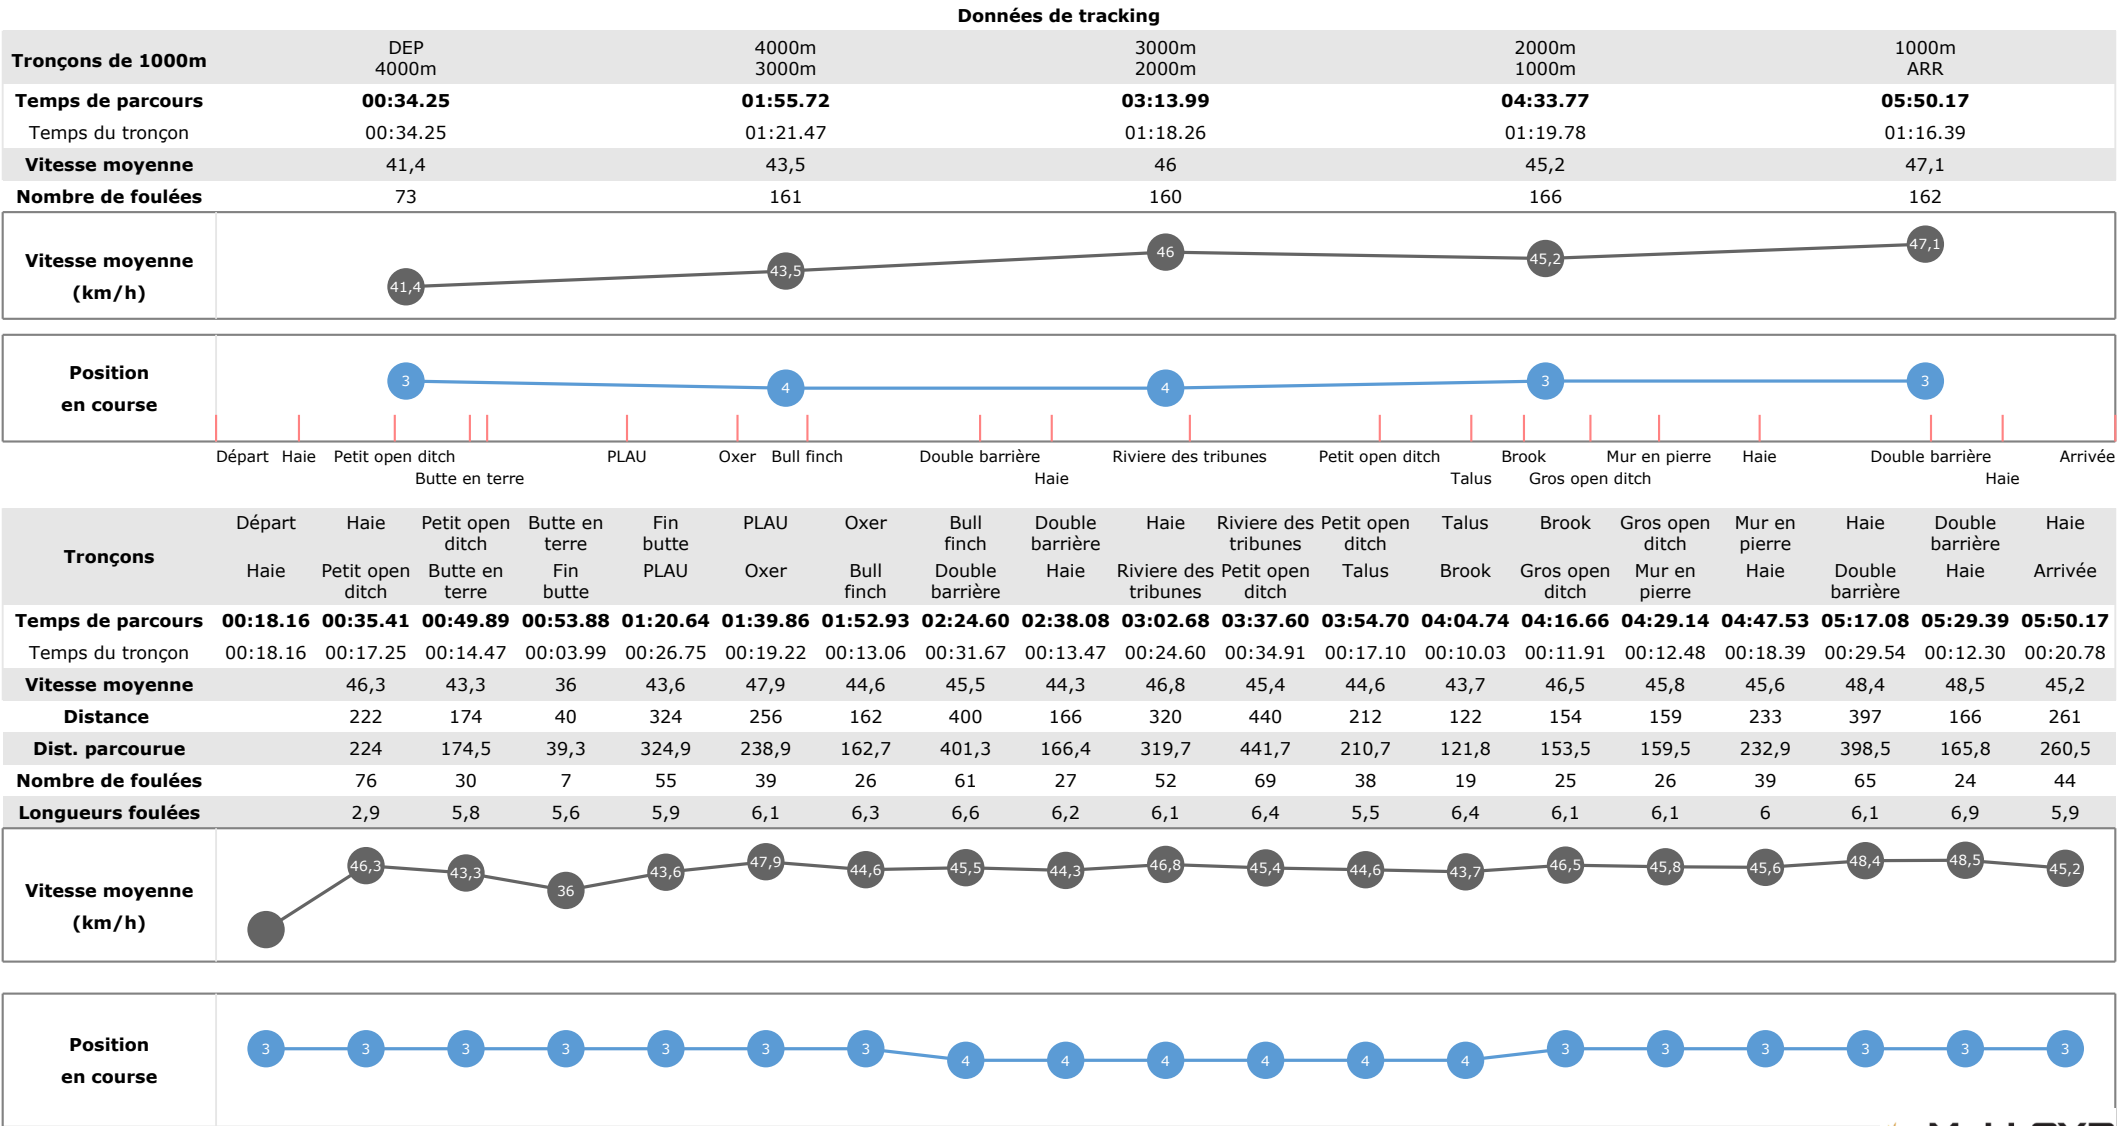 Données de tracking
Tronçons de 1000m
DEP 4000m 3000m 2000m 1000m
4000m 3000m 2000m 1000m ARR
Temps de parcours 00:34.25 01:55.72 03:13.99 04:33.77 05:50.17
Temps du tronçon 00:34.25 01:21.47 01:18.26 01:19.78 01:16.39
Vitesse moyenne 41,4 43,5 46 45,2 47,1
Nombre de foulées 73 161 160 166 162
Vitesse moyenne
(km/h)
41,4 43,5 46 45,2 47,1
Position
en course
3 4 4 3 3
Départ Haie Petit open ditch PLAU Oxer Bull finch Double barrière Riviere des tribunes Petit open ditch Brook Mur en pierre Haie Double barrière Arrivée
Butte en terre Haie Talus Gros open ditch Haie
Tronçons
Départ Haie Petit open Butte en Fin PLAU Oxer Bull Double Haie Riviere des Petit open Talus Brook Gros open Mur en Haie Double Haie
ditch terre butte finch barrière tribunes ditch ditch pierre barrière
Haie Petit open Butte en Fin PLAU Oxer Bull Double Haie Riviere des Petit open Talus Brook Gros open Mur en Haie Double Haie Arrivée
ditch terre butte finch barrière tribunes ditch ditch pierre barrière
Temps de parcours 00:18.16 00:35.41 00:49.89 00:53.88 01:20.64 01:39.86 01:52.93 02:24.60 02:38.08 03:02.68 03:37.60 03:54.70 04:04.74 04:16.66 04:29.14 04:47.53 05:17.08 05:29.39 05:50.17
Temps du tronçon 00:18.16 00:17.25 00:14.47 00:03.99 00:26.75 00:19.22 00:13.06 00:31.67 00:13.47 00:24.60 00:34.91 00:17.10 00:10.03 00:11.91 00:12.48 00:18.39 00:29.54 00:12.30 00:20.78
Vitesse moyenne 46,3 43,3 36 43,6 47,9 44,6 45,5 44,3 46,8 45,4 44,6 43,7 46,5 45,8 45,6 48,4 48,5 45,2
Distance 222 174 40 324 256 162 400 166 320 440 212 122 154 159 233 397 166 261
Dist. parcourue 224 174,5 39,3 324,9 238,9 162,7 401,3 166,4 319,7 441,7 210,7 121,8 153,5 159,5 232,9 398,5 165,8 260,5
Nombre de foulées 76 30 7 55 39 26 61 27 52 69 38 19 25 26 39 65 24 44
Longueurs foulées 2,9 5,8 5,6 5,9 6,1 6,3 6,6 6,2 6,1 6,4 5,5 6,4 6,1 6,1 6 6,1 6,9 5,9
Vitesse moyenne
(km/h)
46,3 43,3 36 43,6 47,9 44,6 45,5 44,3 46,8 45,4 44,6 43,7 46,5 45,8 45,6 48,4 48,5 45,2
Position
en course
3 3 3 3 3 3 3 4 4 4 4 4 4 3 3 3 3 3 3